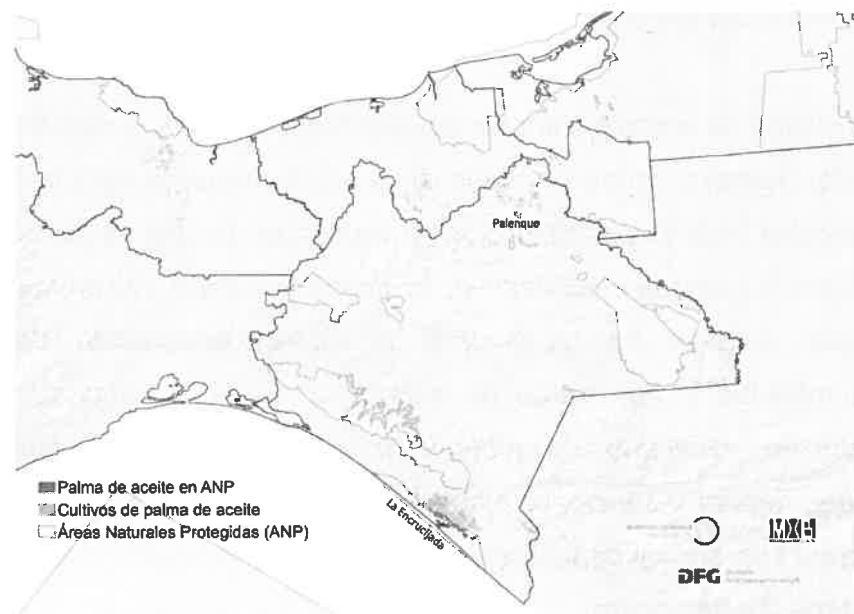 Palenque
La Encrucijada
Palma de aceite en ANP
Cultivos de palma de aceite
Áreas Naturales Protegidas (ANP)
DFG